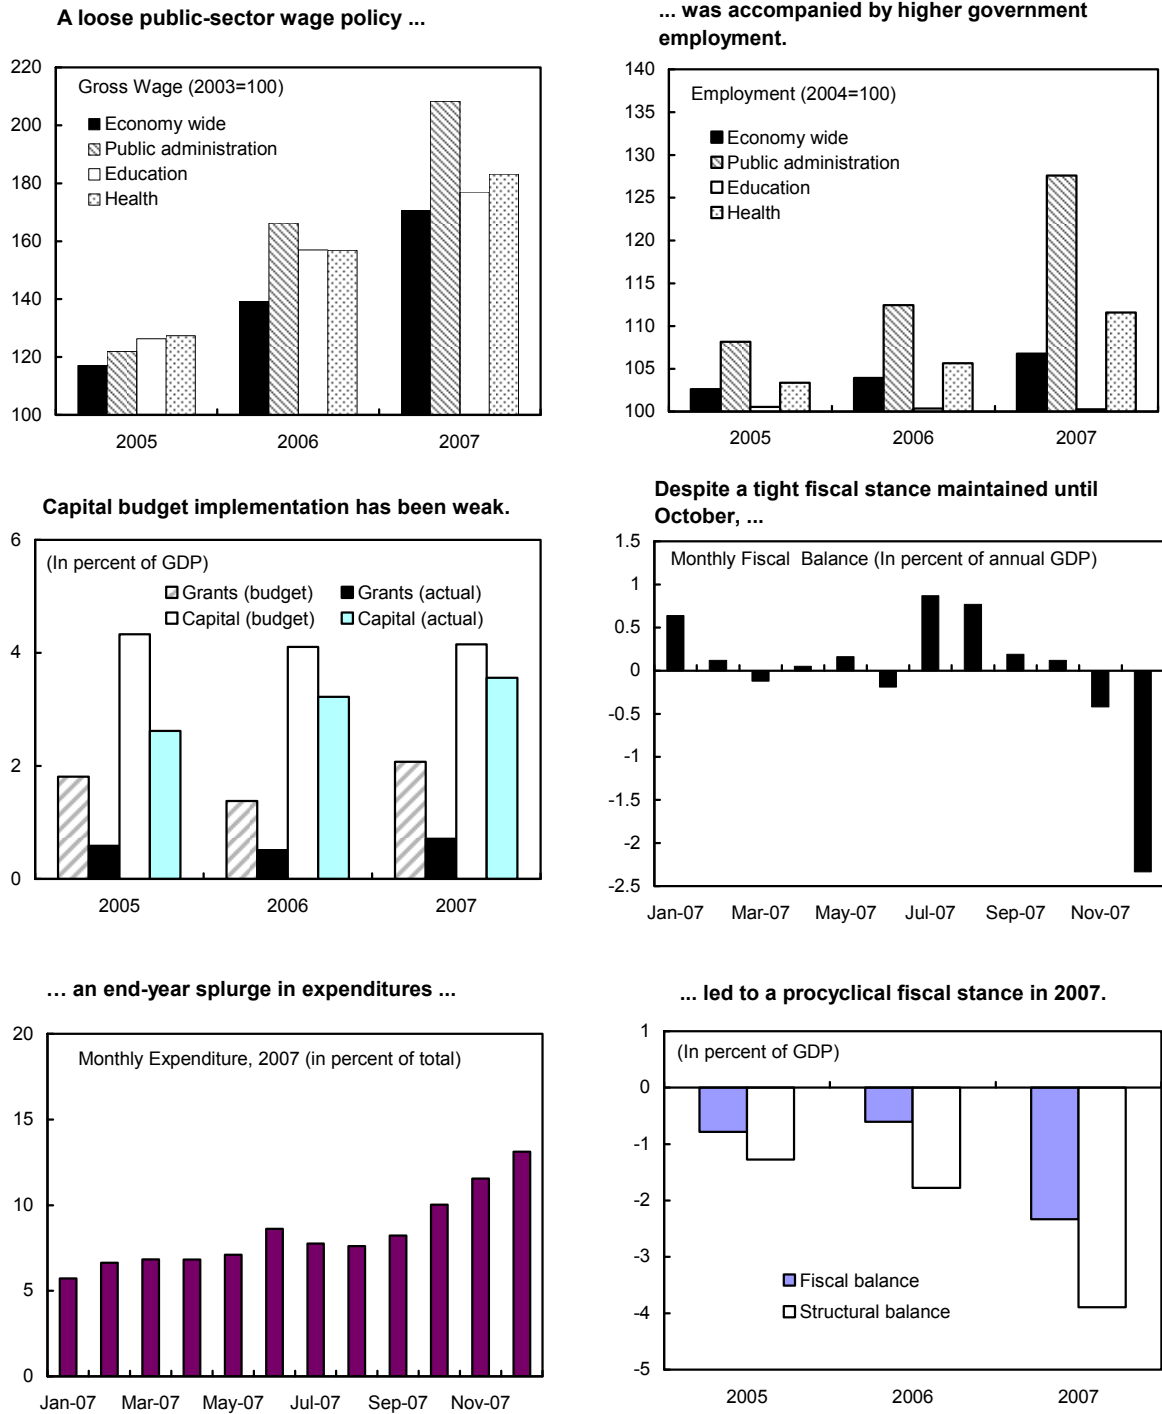 A loose public-sector wage policy ...
220
200
180
160
140
120
100
Gross Wage (2003=100)
Economy wide
Public administration
Education
Health
2005 2006 2007
... was accompanied by higher government
employment.
140
135
130
125
120
115
110
105
100
Employment (2004=100)
Economy wide
Public administration
Education
Health
2005 2006 2007
Capital budget implementation has been weak.
6
4
2
0
(In percent of GDP)
Grants (budget) Grants (actual)
Capital (budget) Capital (actual)
2005 2006 2007
Despite a tight fiscal stance maintained until
October, ...
1.5
1
0.5
0
-0.5
-1
-1.5
-2
-2.5
Monthly Fiscal Balance (In percent of annual GDP)
Jan-07 Mar-07 May-07 Jul-07 Sep-07 Nov-07
... an end-year splurge in expenditures ...
20
15
10
5
0
Monthly Expenditure, 2007 (in percent of total)
Jan-07 Mar-07 May-07 Jul-07 Sep-07 Nov-07
... led to a procyclical fiscal stance in 2007.
1
0
-1
-2
-3
-4
-5
(In percent of GDP)
Fiscal balance
Structural balance
2005 2006 2007